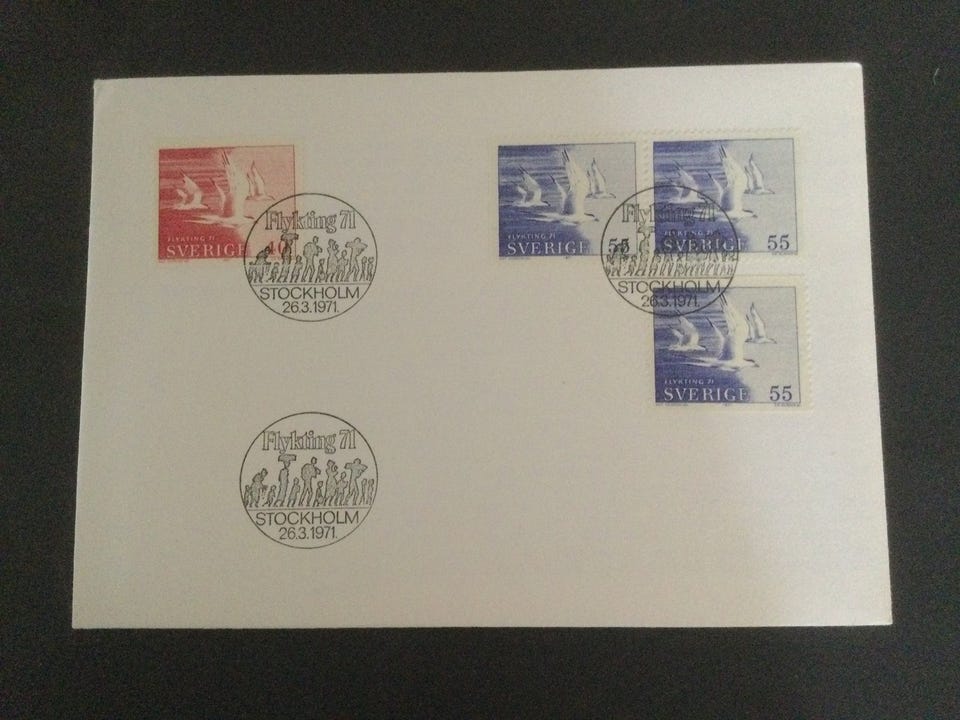 FLYKTING 71
SVERIGE 40
Flykting 71
STOCKHOLM
26.3.1971.
SVERIGE 55
FLYKTING 71
SVERIGE 55
Flykting 71
STOCKHOLM
26.3.1971.
FLYKTING 71
SVERIGE 55
Flykting 71
STOCKHOLM
26.3.1971.